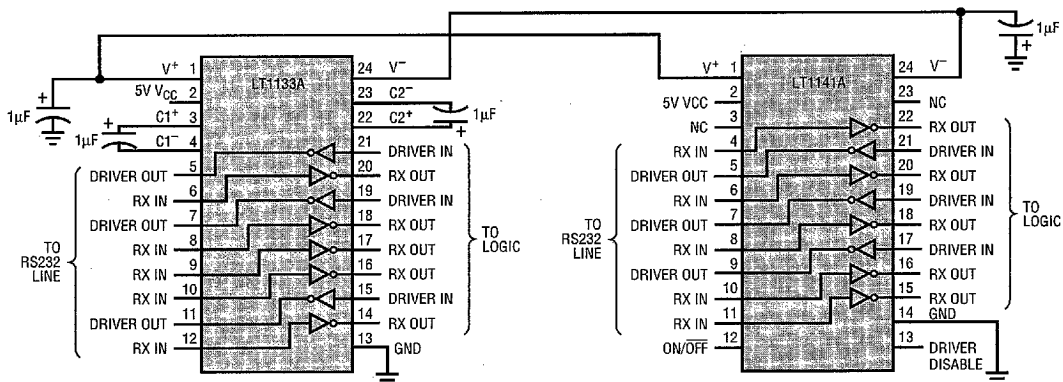 1µF
V+ 1 LT1133A 24 V−
5V VCC 2 23 C2−
1µF
C1+ 3 22 C2+
1µF
1µF
C1− 4 21 DRIVER IN
DRIVER OUT 5 20 RX OUT
RX IN 6 19 DRIVER IN
DRIVER OUT 7 18 RX OUT
RX IN 8 17 RX OUT
RX IN 9 16 RX OUT
RX IN 10 15 DRIVER IN
DRIVER OUT 11 14 RX OUT
RX IN 12 13 GND
TO
RS232
LINE
TO
LOGIC
V+ 1 LT1141A 24 V−
5V VCC 2 23 NC
NC 3 22 RX OUT
RX IN 4 21 DRIVER IN
DRIVER OUT 5 20 RX OUT
RX IN 6 19 DRIVER IN
DRIVER OUT 7 18 RX OUT
RX IN 8 17 DRIVER IN
DRIVER OUT 9 16 RX OUT
RX IN 10 15 RX OUT
RX IN 11 14 GND
ON/OFF 12 13 DRIVER
DISABLE
TO
RS232
LINE
TO
LOGIC